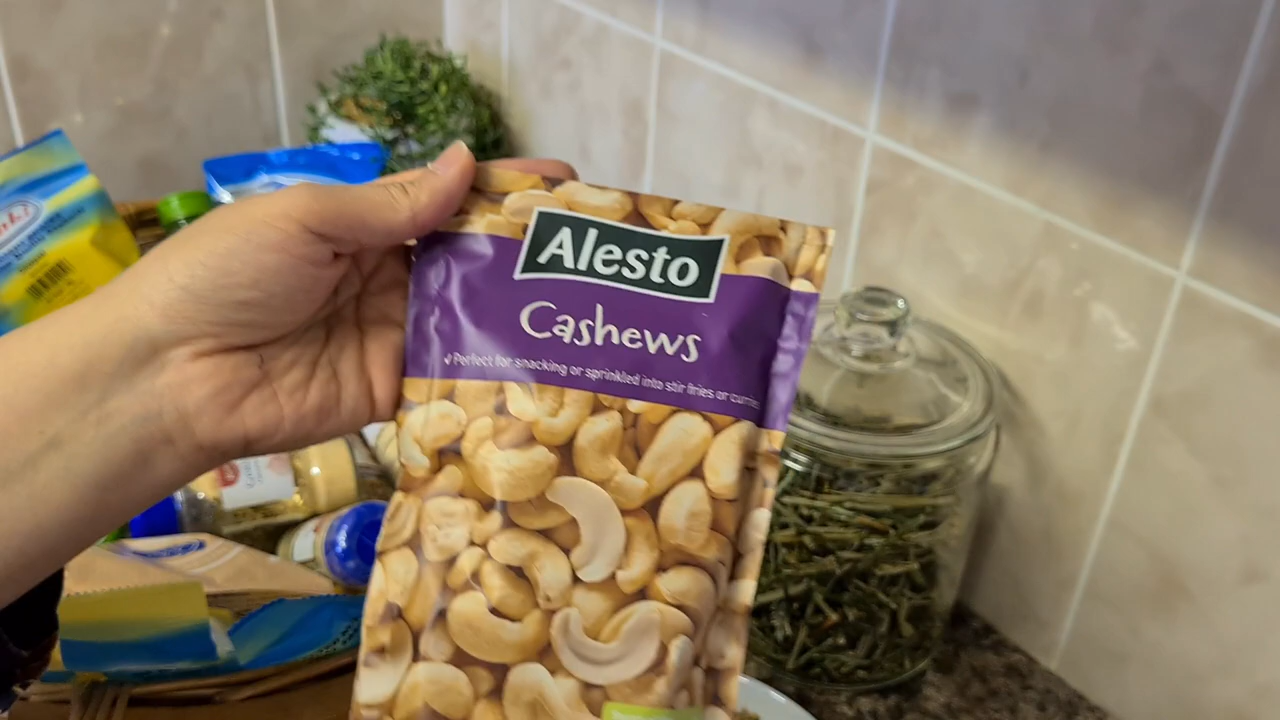 Alesto
Cashews
✓ Perfect for snacking or sprinkled into stir fries or curries